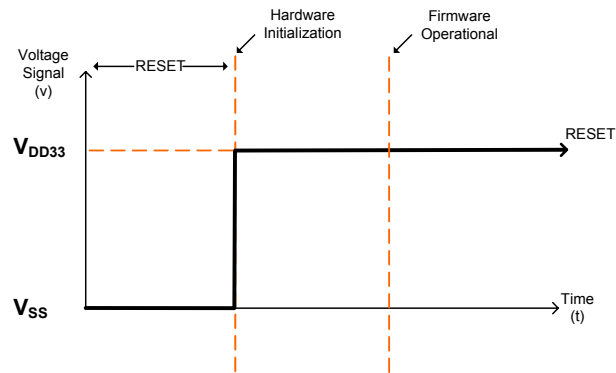 Hardware
Initialization
Firmware
Operational
Voltage
Signal
(v)
RESET
VDD33
RESET
VSS
Time
(t)